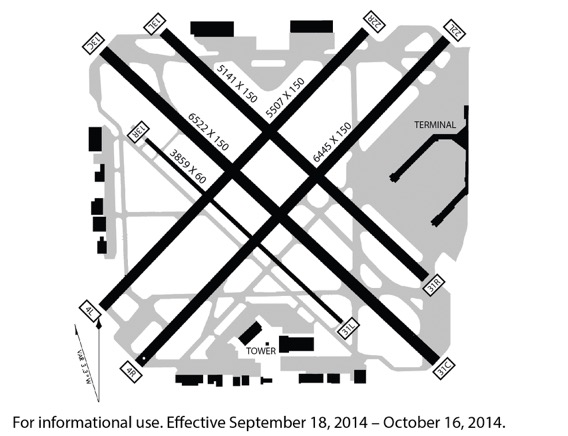 13L
22R
22L
13C
5141 X 150
5507 X 150
13R
6522 X 150
6445 X 150
TERMINAL
3859 X 60
31R
4L
31L
VAR 3.3° W
TOWER
4R
31C
For informational use. Effective September 18, 2014 – October 16, 2014.